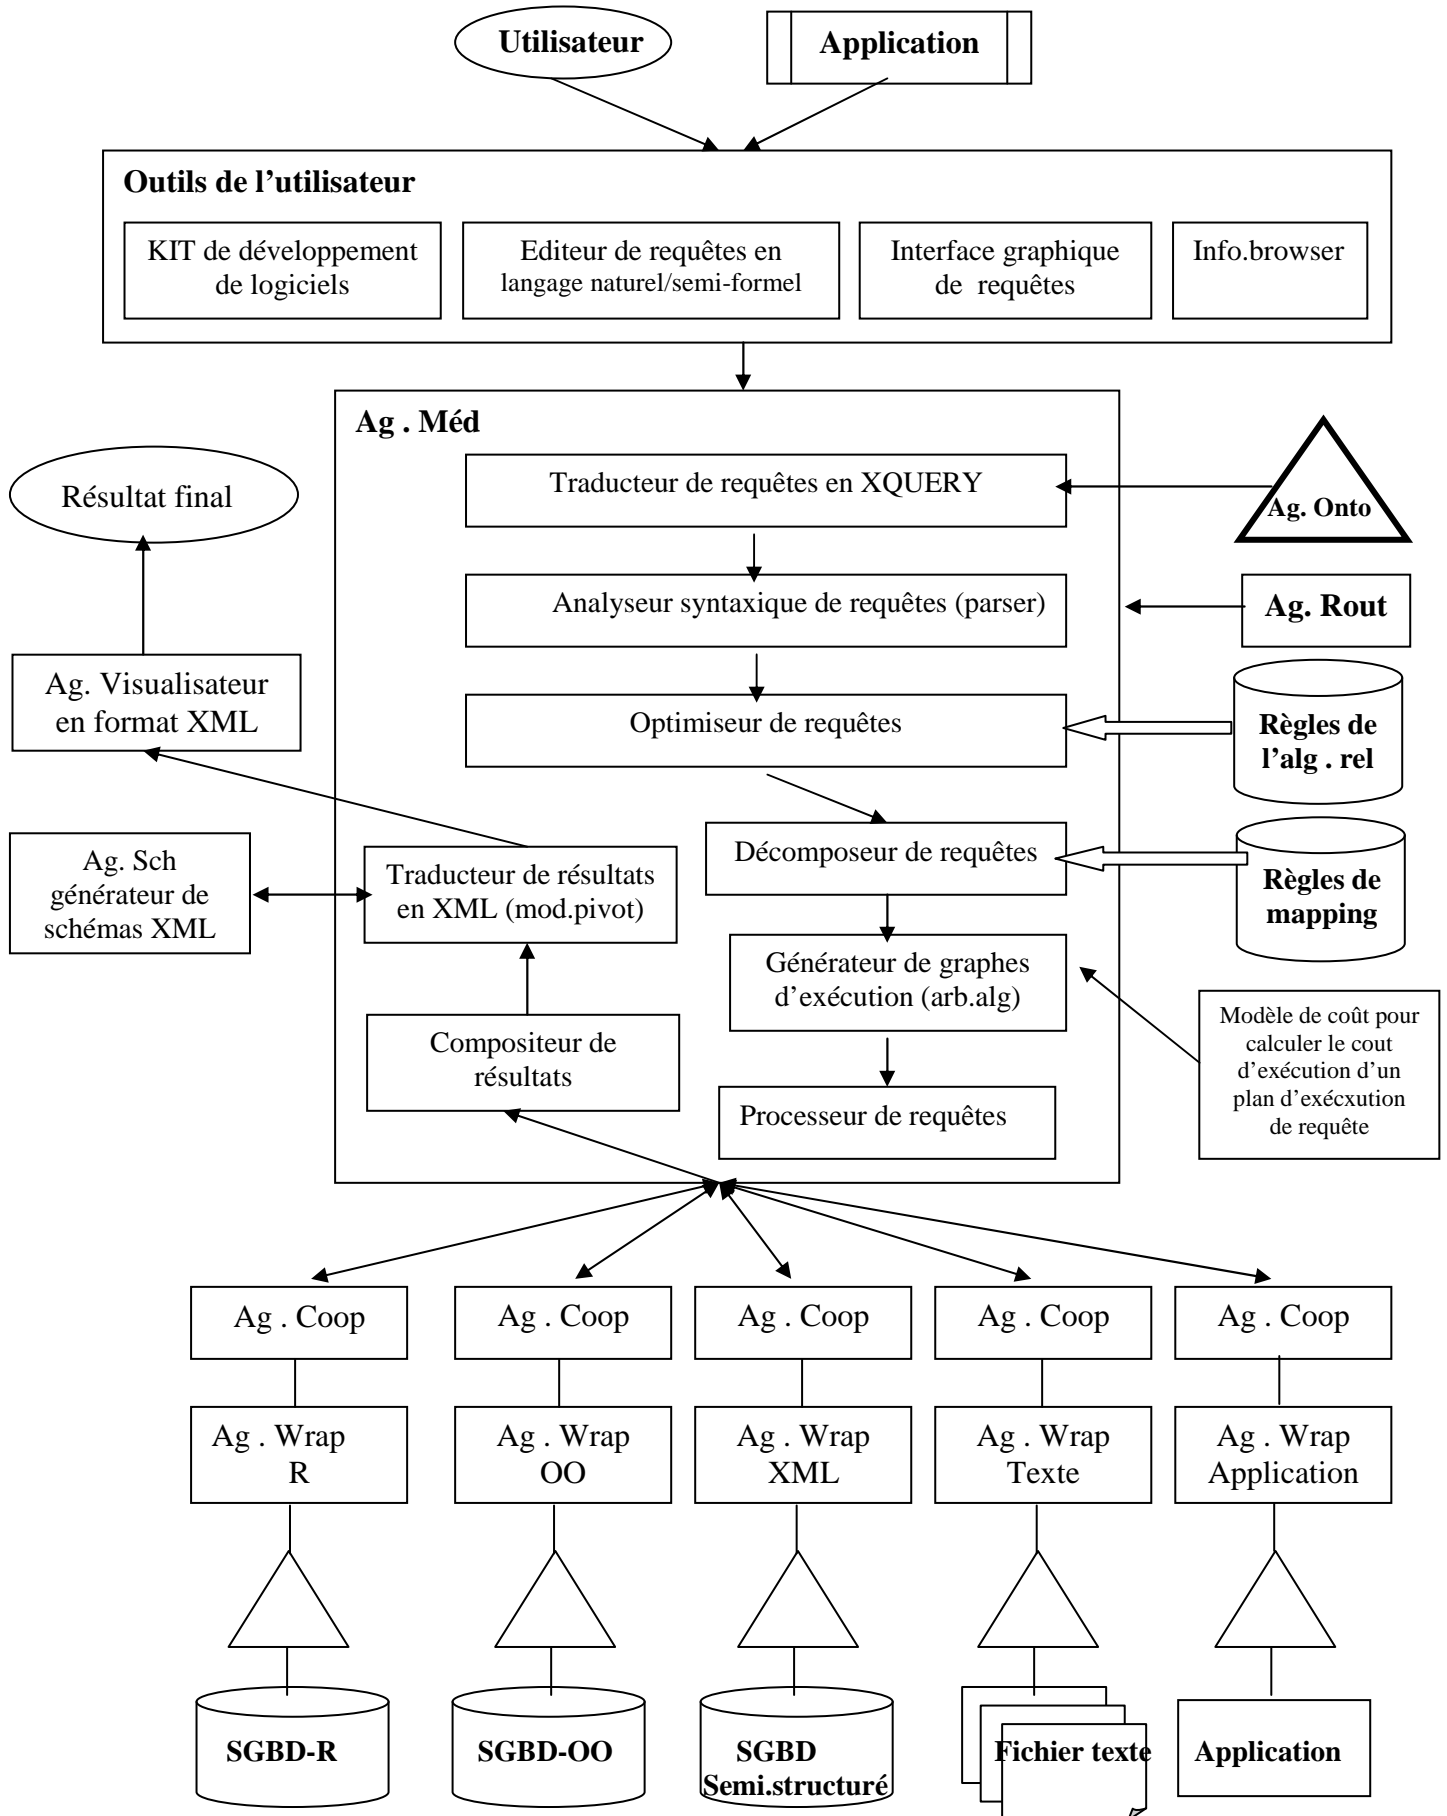 Utilisateur
Application
Outils de l’utilisateur
KIT de développement
de logiciels
Editeur de requêtes en
langage naturel/semi-formel
Interface graphique
de requêtes
Info.browser
Ag . Méd
Traducteur de requêtes en XQUERY
Ag. Onto
Résultat final
Analyseur syntaxique de requêtes (parser)
Ag. Rout
Ag. Visualisateur
en format XML
Optimiseur de requêtes
Règles de
l’alg . rel
Ag. Sch
générateur de
schémas XML
Traducteur de résultats
en XML (mod.pivot)
Décomposeur de requêtes
Règles de
mapping
Générateur de graphes
d’exécution (arb.alg)
Compositeur de
résultats
Processeur de requêtes
Modèle de coût pour
calculer le cout
d’exécution d’un
plan d’exécxution
de requête
Ag . Coop
Ag . Coop
Ag . Coop
Ag . Coop
Ag . Coop
Ag . Wrap
R
Ag . Wrap
OO
Ag . Wrap
XML
Ag . Wrap
Texte
Ag . Wrap
Application
SGBD-R
SGBD-OO
SGBD
Semi.structuré
Fichier texte
Application